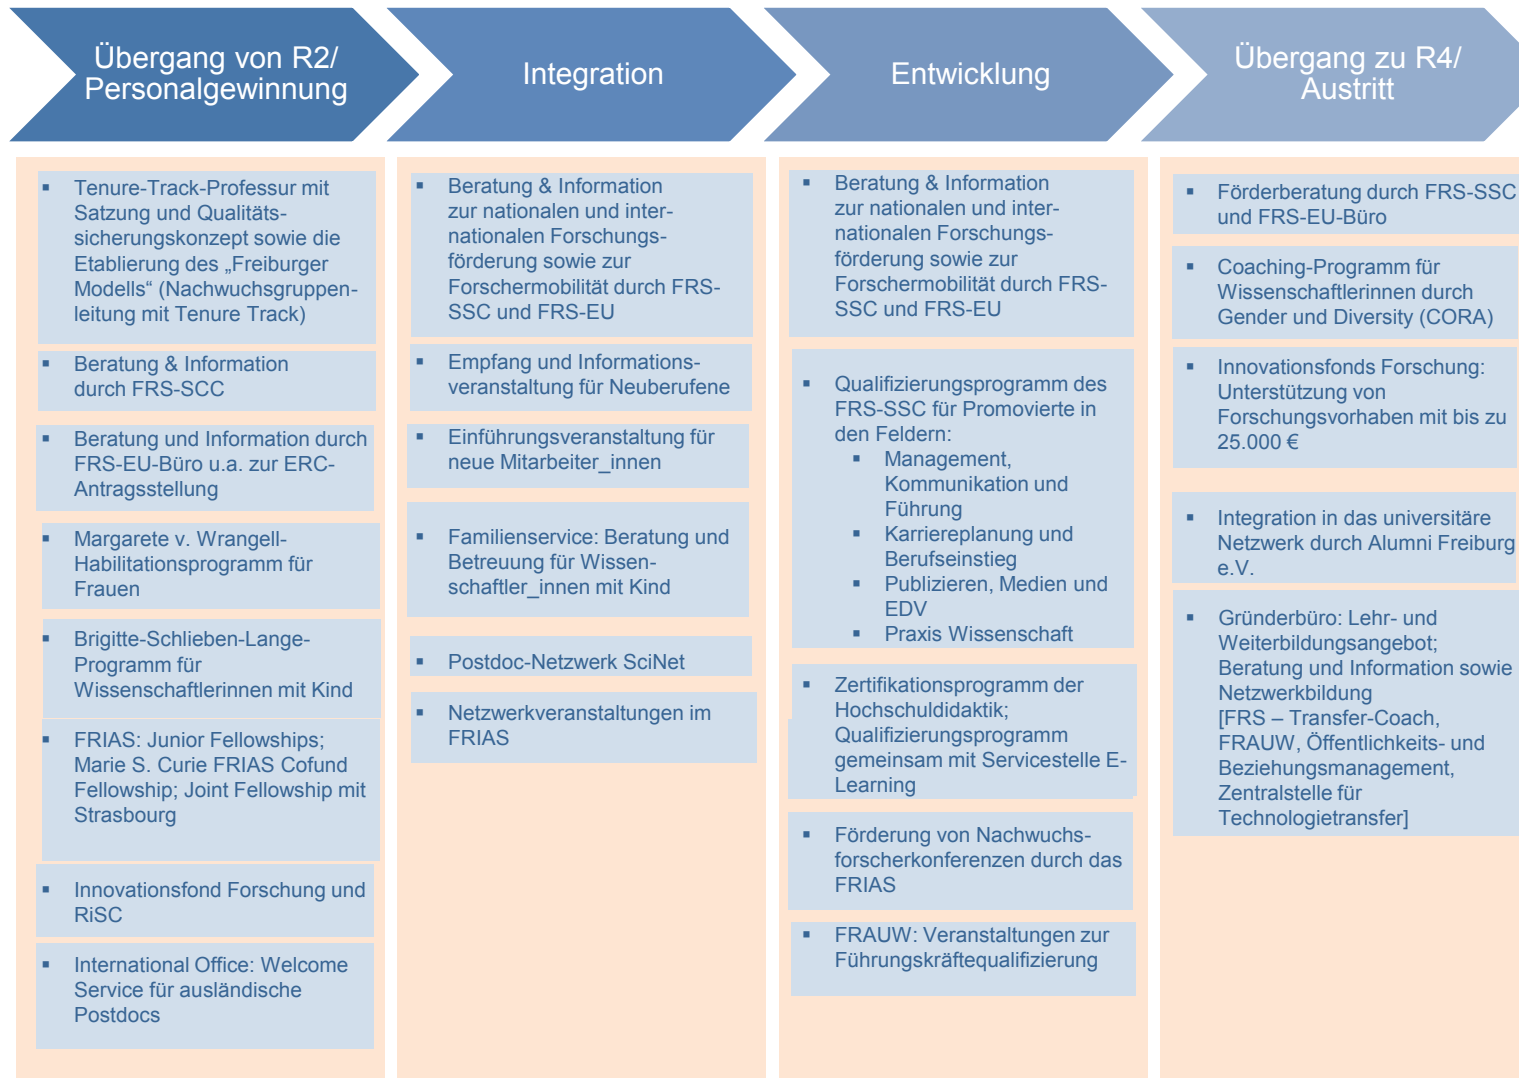 Übergang von R2/
Personalgewinnung
Integration
Entwicklung
Übergang zu R4/
Austritt
▪ Tenure-Track-Professur mit
Satzung und Qualitäts-
sicherungskonzept sowie die
Etablierung des „Freiburger
Modells“ (Nachwuchsgruppen-
leitung mit Tenure Track)
▪ Beratung & Information
durch FRS-SCC
▪ Beratung und Information durch
FRS-EU-Büro u.a. zur ERC-
Antragsstellung
▪ Margarete v. Wrangell-
Habilitationsprogramm für
Frauen
▪ Brigitte-Schlieben-Lange-
Programm für
Wissenschaftlerinnen mit Kind
▪ FRIAS: Junior Fellowships;
Marie S. Curie FRIAS Cofund
Fellowship; Joint Fellowship mit
Strasbourg
▪ Innovationsfond Forschung und
RiSC
▪ International Office: Welcome
Service für ausländische
Postdocs
▪ Beratung & Information
zur nationalen und inter-
nationalen Forschungs-
förderung sowie zur
Forschermobilität durch FRS-
SSC und FRS-EU
▪ Empfang und Informations-
veranstaltung für Neuberufene
▪ Einführungsveranstaltung für
neue Mitarbeiter_innen
▪ Familienservice: Beratung und
Betreuung für Wissen-
schaftler_innen mit Kind
▪ Postdoc-Netzwerk SciNet
▪ Netzwerkveranstaltungen im
FRIAS
▪ Beratung & Information
zur nationalen und inter-
nationalen Forschungs-
förderung sowie zur
Forschermobilität durch FRS-
SSC und FRS-EU
▪ Qualifizierungsprogramm des
FRS-SSC für Promovierte in
den Feldern:
▪ Management,
Kommunikation und
Führung
▪ Karriereplanung und
Berufseinstieg
▪ Publizieren, Medien und
EDV
▪ Praxis Wissenschaft
▪ Zertifikationsprogramm der
Hochschuldidaktik;
Qualifizierungsprogramm
gemeinsam mit Servicestelle E-
Learning
▪ Förderung von Nachwuchs-
forscherkonferenzen durch das
FRIAS
▪ FRAUW: Veranstaltungen zur
Führungskräftequalifizierung
▪ Förderberatung durch FRS-SSC
und FRS-EU-Büro
▪ Coaching-Programm für
Wissenschaftlerinnen durch
Gender und Diversity (CORA)
▪ Innovationsfonds Forschung:
Unterstützung von
Forschungsvorhaben mit bis zu
25.000 €
▪ Integration in das universitäre
Netzwerk durch Alumni Freiburg
e.V.
▪ Gründerbüro: Lehr- und
Weiterbildungsangebot;
Beratung und Information sowie
Netzwerkbildung
[FRS – Transfer-Coach,
FRAUW, Öffentlichkeits- und
Beziehungsmanagement,
Zentralstelle für
Technologietransfer]